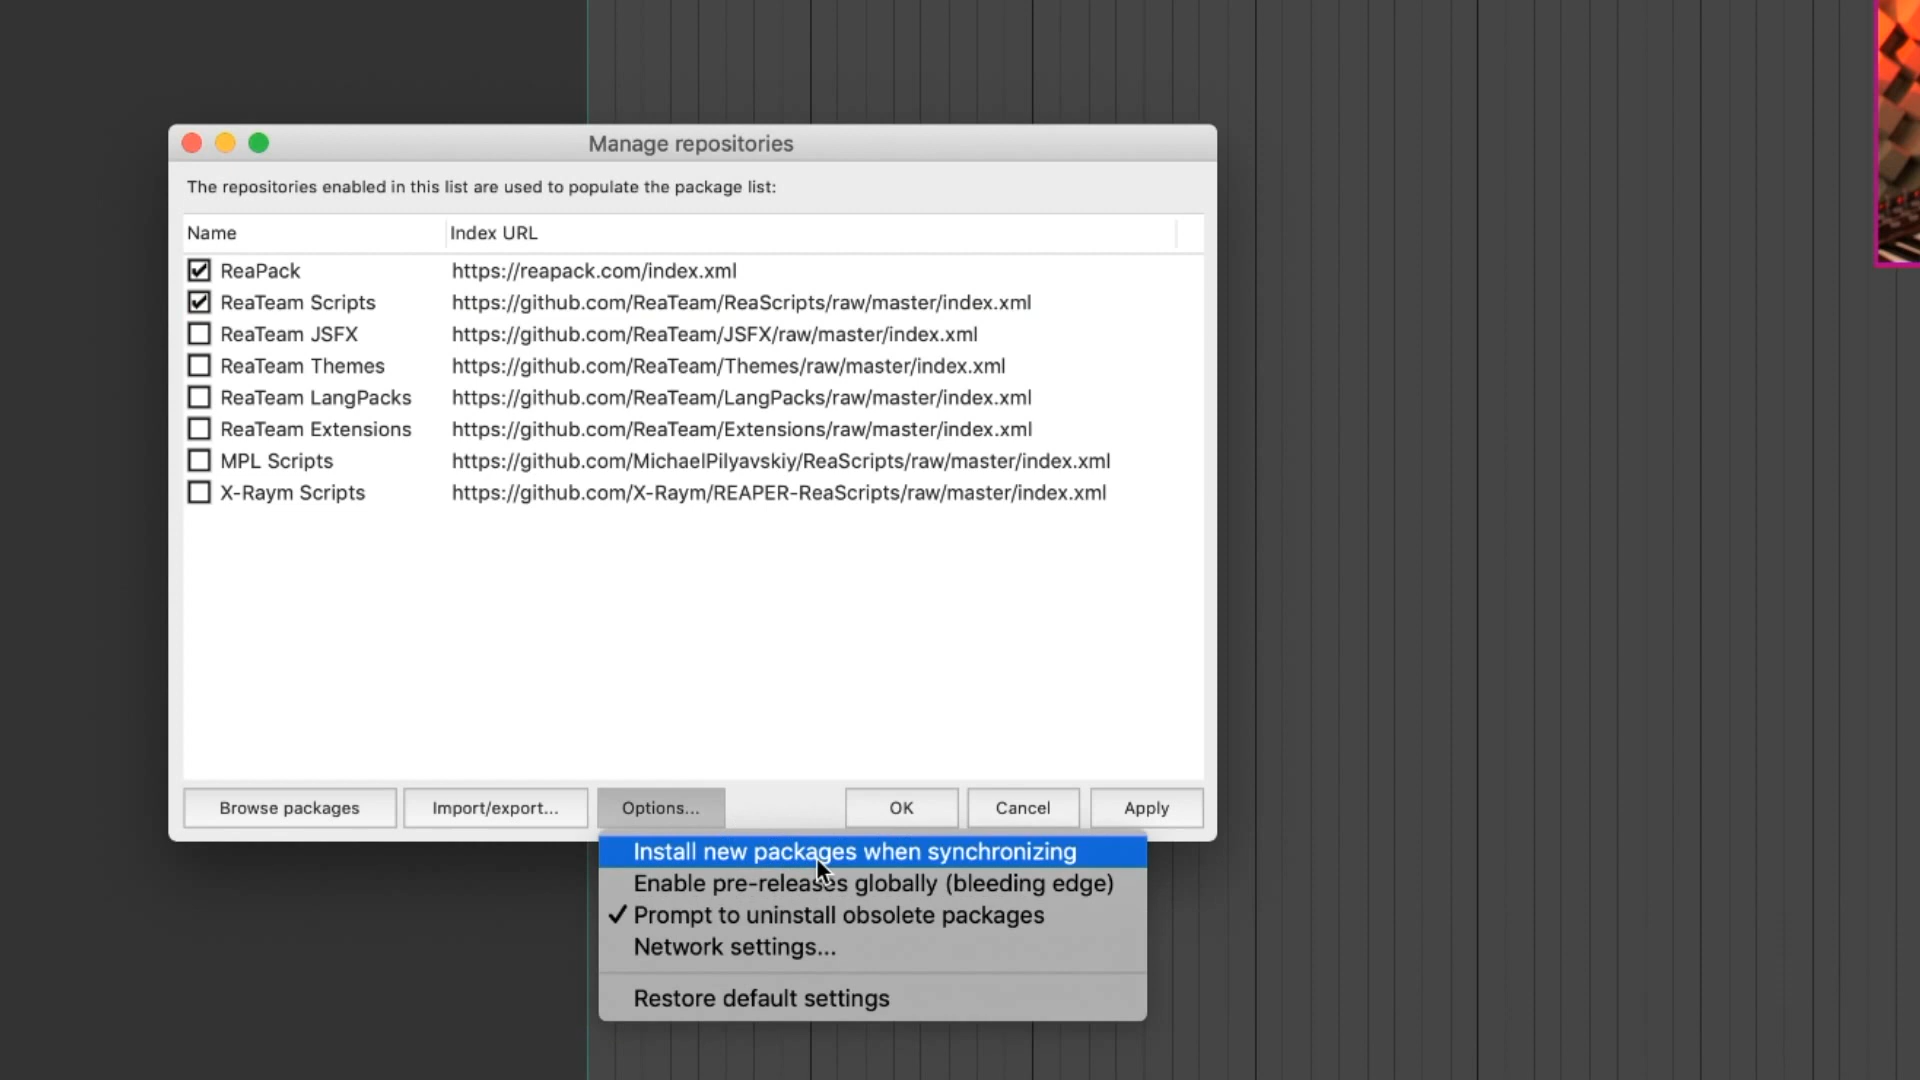 Manage repositories
The repositories enabled in this list are used to populate the package list:
Name Index URL
ReaPack https://reapack.com/index.xml
ReaTeam Scripts https://github.com/ReaTeam/ReaScripts/raw/master/index.xml
ReaTeam JSFX https://github.com/ReaTeam/JSFX/raw/master/index.xml
ReaTeam Themes https://github.com/ReaTeam/Themes/raw/master/index.xml
ReaTeam LangPacks https://github.com/ReaTeam/LangPacks/raw/master/index.xml
ReaTeam Extensions https://github.com/ReaTeam/Extensions/raw/master/index.xml
MPL Scripts https://github.com/MichaelPilyavskiy/ReaScripts/raw/master/index.xml
X-Raym Scripts https://github.com/X-Raym/REAPER-ReaScripts/raw/master/index.xml
Browse packages Import/export... Options... OK Cancel Apply
Install new packages when synchronizing
Enable pre-releases globally (bleeding edge)
✓ Prompt to uninstall obsolete packages
Network settings...
Restore default settings